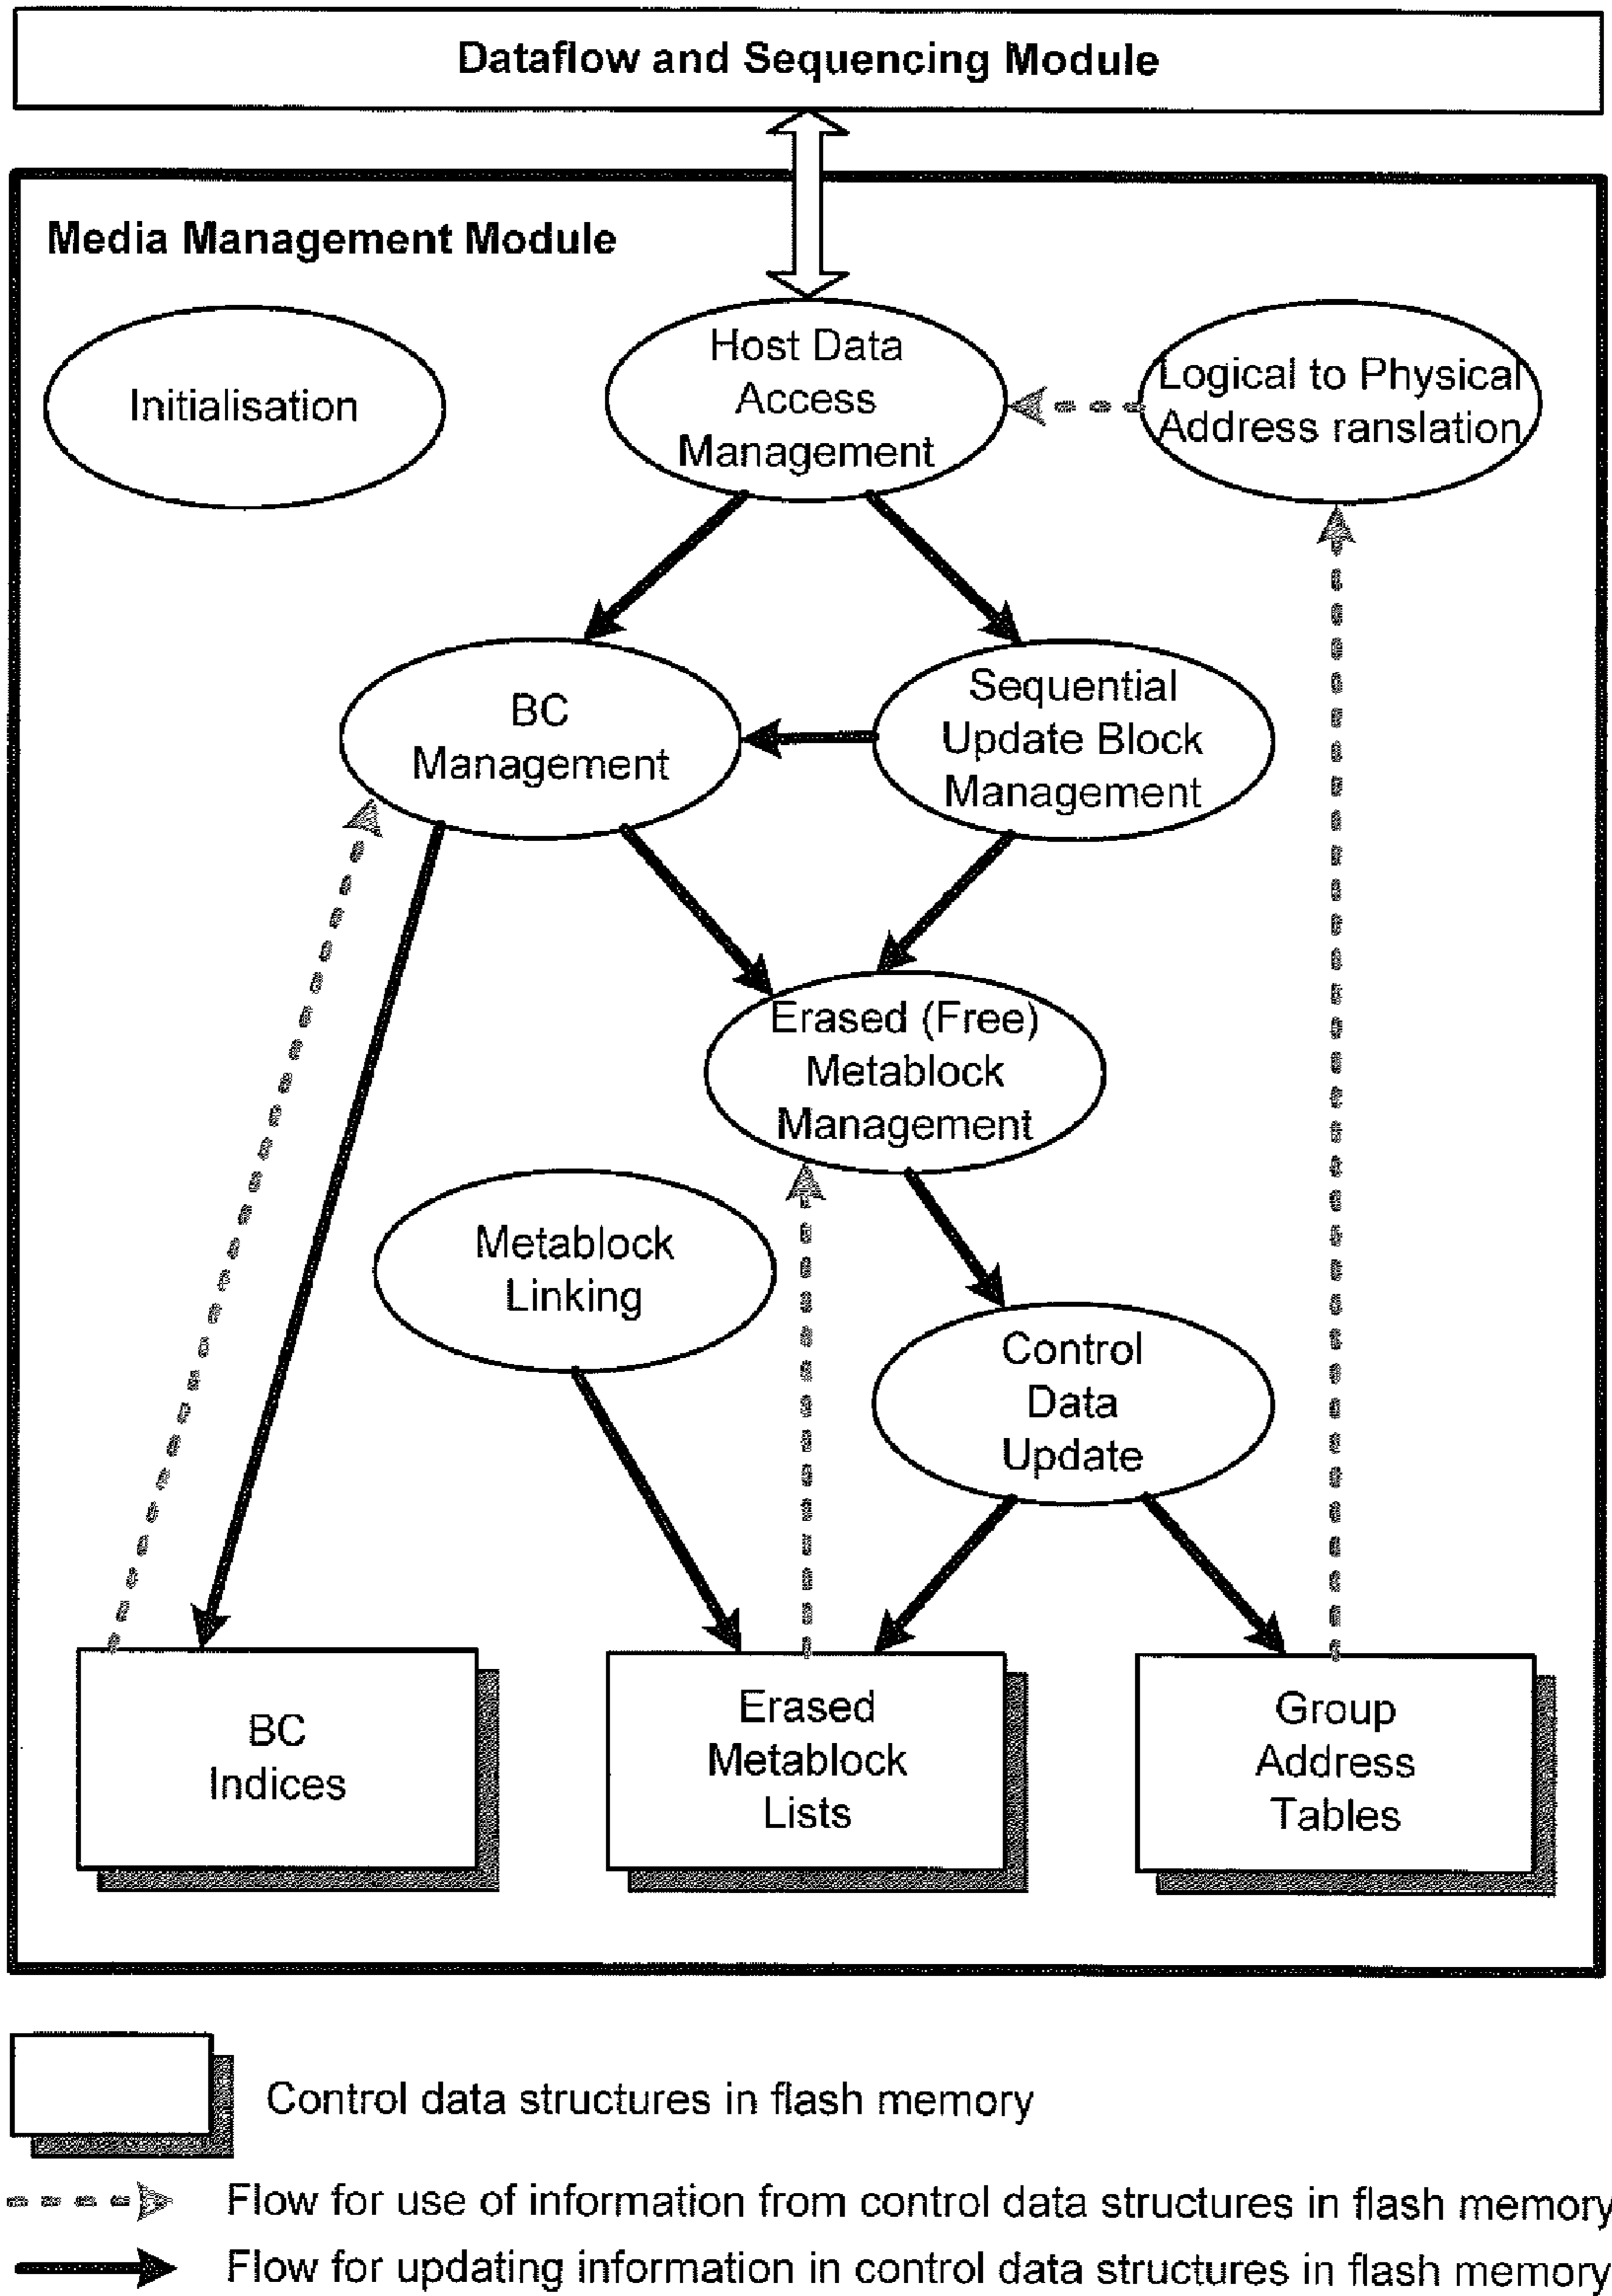 Dataflow and Sequencing Module
Media Management Module
Initialisation
Host Data
Access
Management
Logical to Physical
Address ranslation
BC
Management
Sequential
Update Block
Management
Erased (Free)
Metablock
Management
Metablock
Linking
Control
Data
Update
BC
Indices
Erased
Metablock
Lists
Group
Address
Tables
Control data structures in flash memory
Flow for use of information from control data structures in flash memory
Flow for updating information in control data structures in flash memory